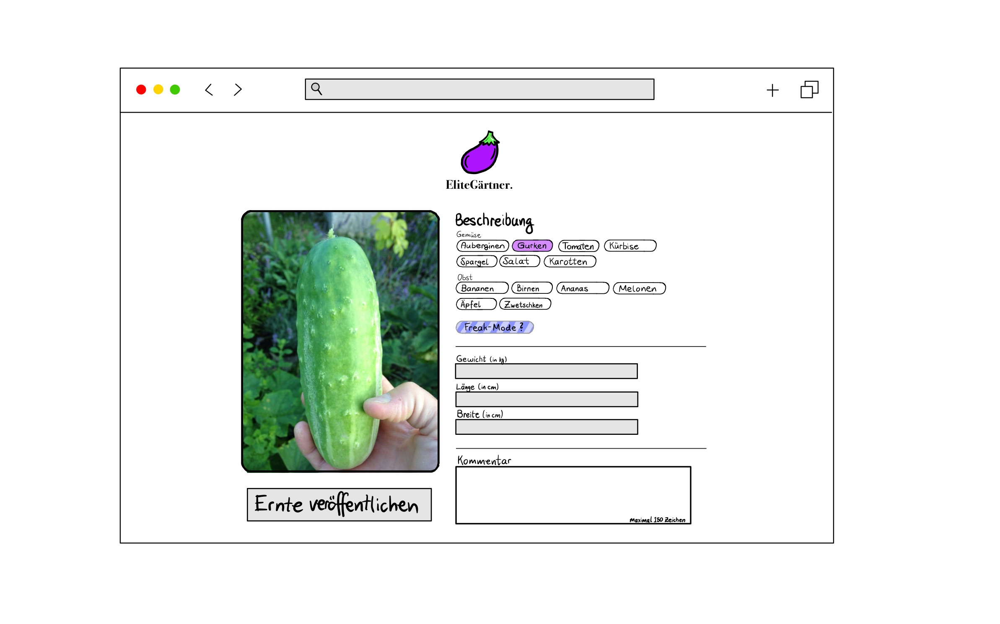 EliteGärtner.
Beschreibung
Gemüse
Auberginen Gurken Tomaten Kürbise
Spargel Salat Karotten
Obst
Bananen Birnen Ananas Melonen
Äpfel Zwetschken
Freak-Mode ?
Gewicht (in kg)
Länge (in cm)
Breite (in cm)
Kommentar
maximal 150 Zeichen
Ernte veröffentlichen